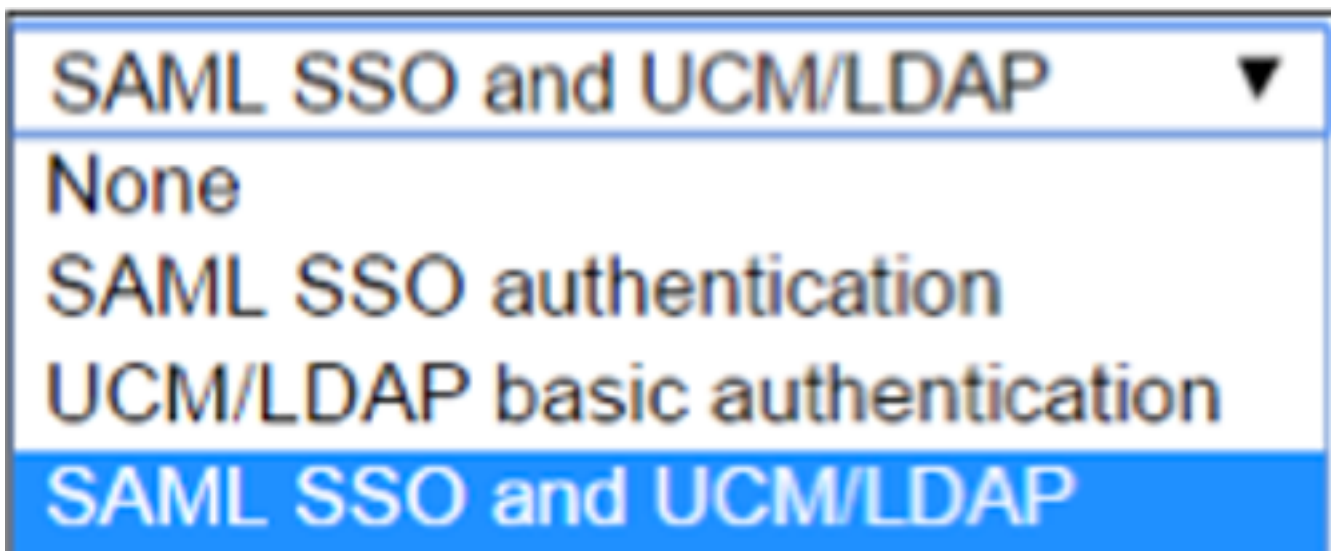 SAML SSO and UCM/LDAP
None
SAML SSO authentication
UCM/LDAP basic authentication
SAML SSO and UCM/LDAP